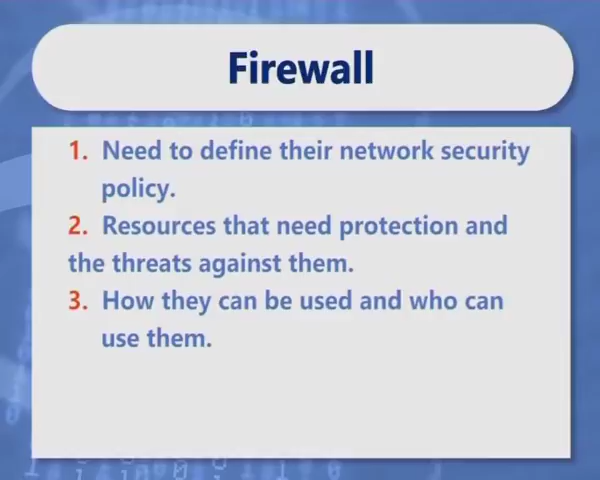 Firewall
1. Need to define their network security
policy.
2. Resources that need protection and
the threats against them.
3. How they can be used and who can
use them.